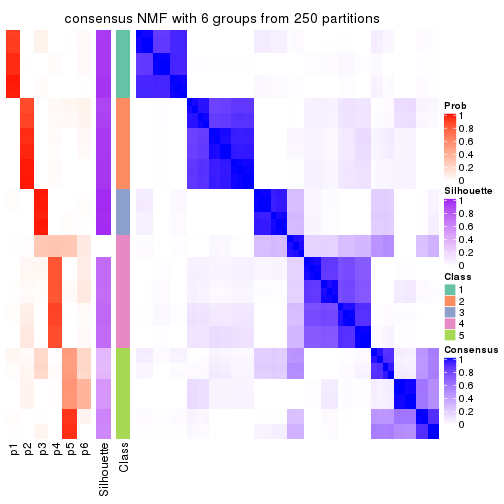 consensus NMF with 6 groups from 250 partitions
Prob
1
0.8
0.6
0.4
0.2
0
Silhouette
1
0.8
0.6
0.4
0.2
0
Class
1
2
3
4
5
Consensus
1
0.8
0.6
0.4
0.2
0
p1
p2
p3
p4
p5
p6
Silhouette
Class